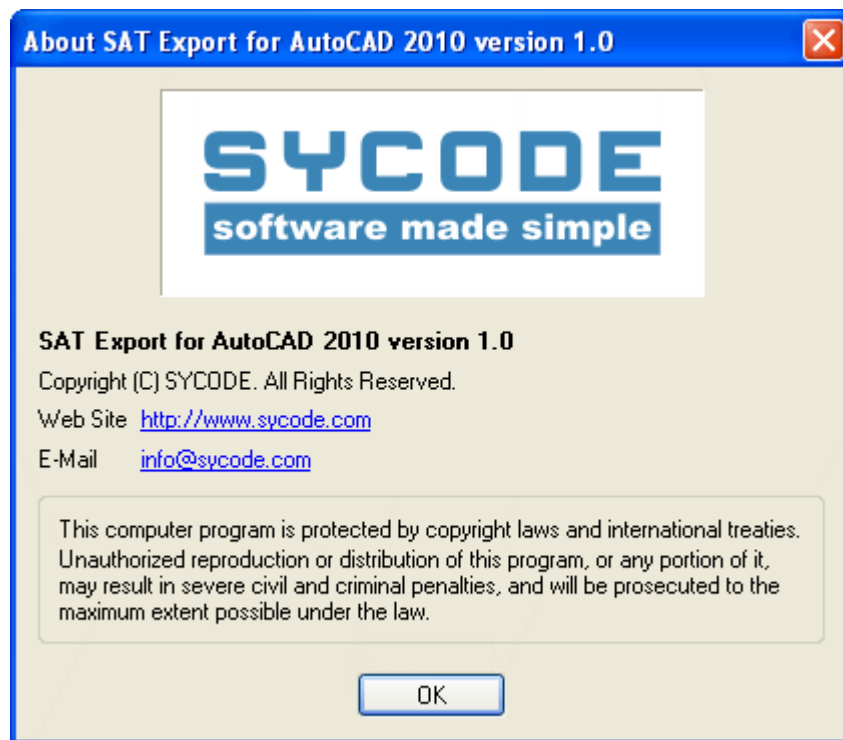 About SAT Export for AutoCAD 2010 version 1.0
SYCODE
software made simple
SAT Export for AutoCAD 2010 version 1.0
Copyright (C) SYCODE. All Rights Reserved.
Web Site http://www.sycode.com
E-Mail info@sycode.com
This computer program is protected by copyright laws and international treaties.
Unauthorized reproduction or distribution of this program, or any portion of it,
may result in severe civil and criminal penalties, and will be prosecuted to the
maximum extent possible under the law.
OK